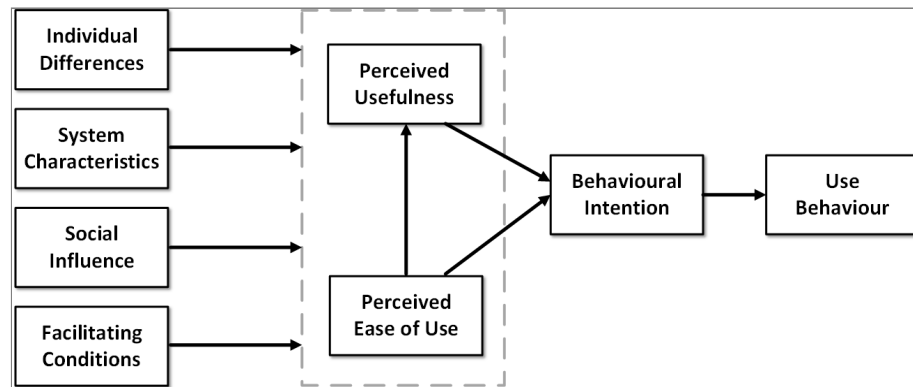 Individual
Differences
System
Characteristics
Social
Influence
Facilitating
Conditions
Perceived
Usefulness
Perceived
Ease of Use
Behavioural
Intention
Use
Behaviour